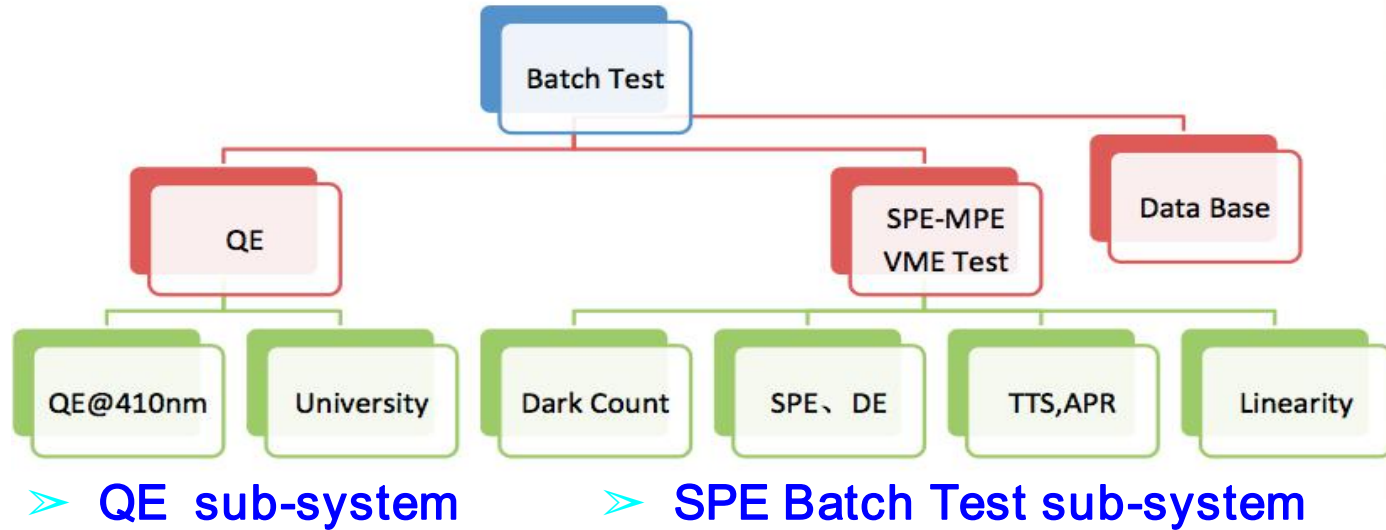 Batch Test
QE
SPE-MPE
VME Test
Data Base
QE@410nm
University
Dark Count
SPE、DE
TTS,APR
Linearity
➢ QE sub-system
➢ SPE Batch Test sub-system